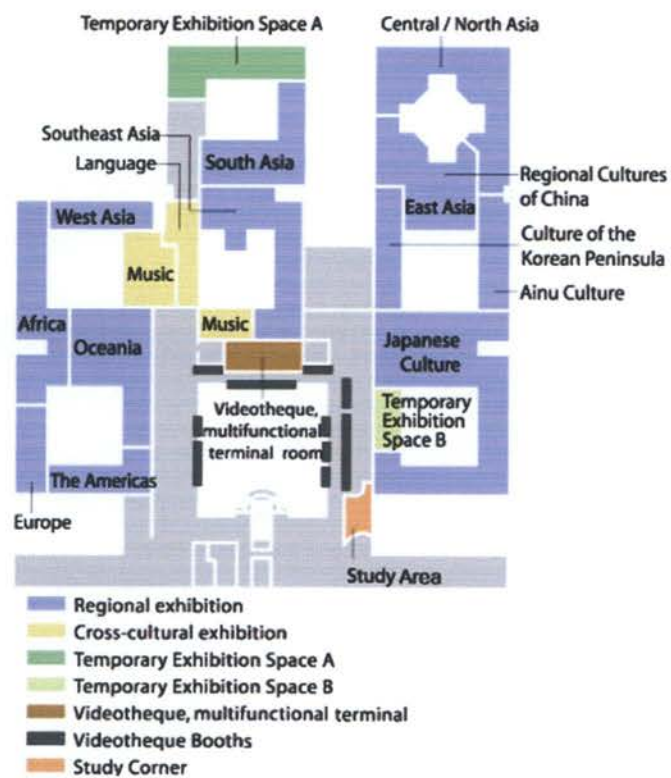 Temporary Exhibition Space A
Central / North Asia
Southeast Asia
Language
South Asia
Regional Cultures
of China
West Asia
East Asia
Culture of the
Korean Peninsula
Music
Ainu Culture
Africa
Oceania
Music
Japanese
Culture
Videotheque,
multifunctional
terminal room
Temporary
Exhibition
Space B
The Americas
Europe
Study Area
Regional exhibition
Cross-cultural exhibition
Temporary Exhibition Space A
Temporary Exhibition Space B
Videotheque, multifunctional terminal
Videotheque Booths
Study Corner